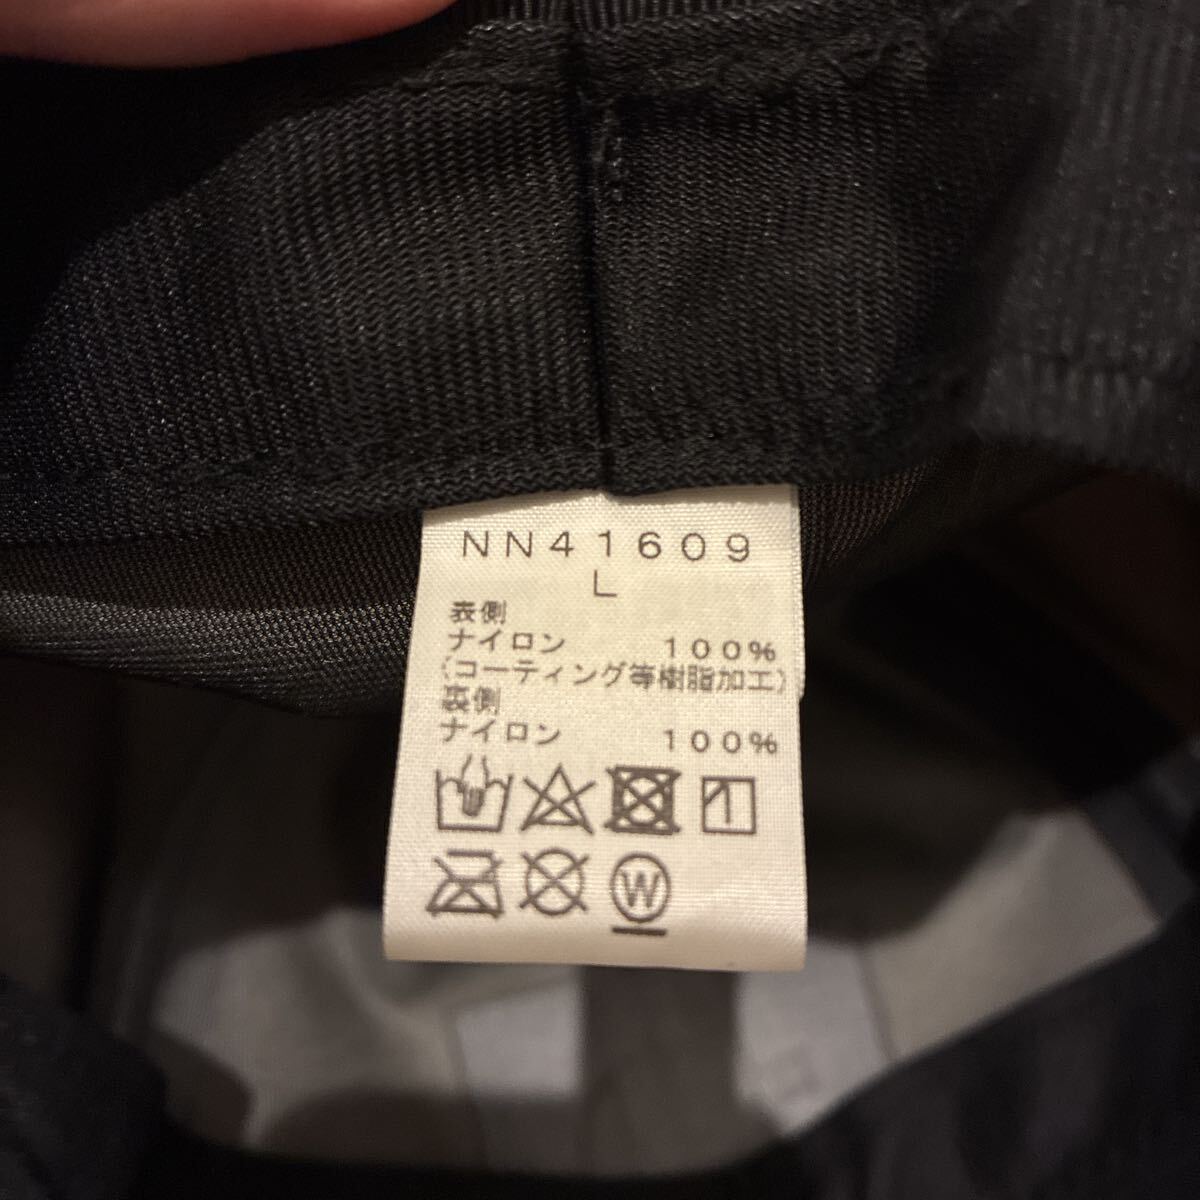 NN41609
L
表側
ナイロン 100%
(コーティング等樹脂加工)
裏側
ナイロン 100%
W